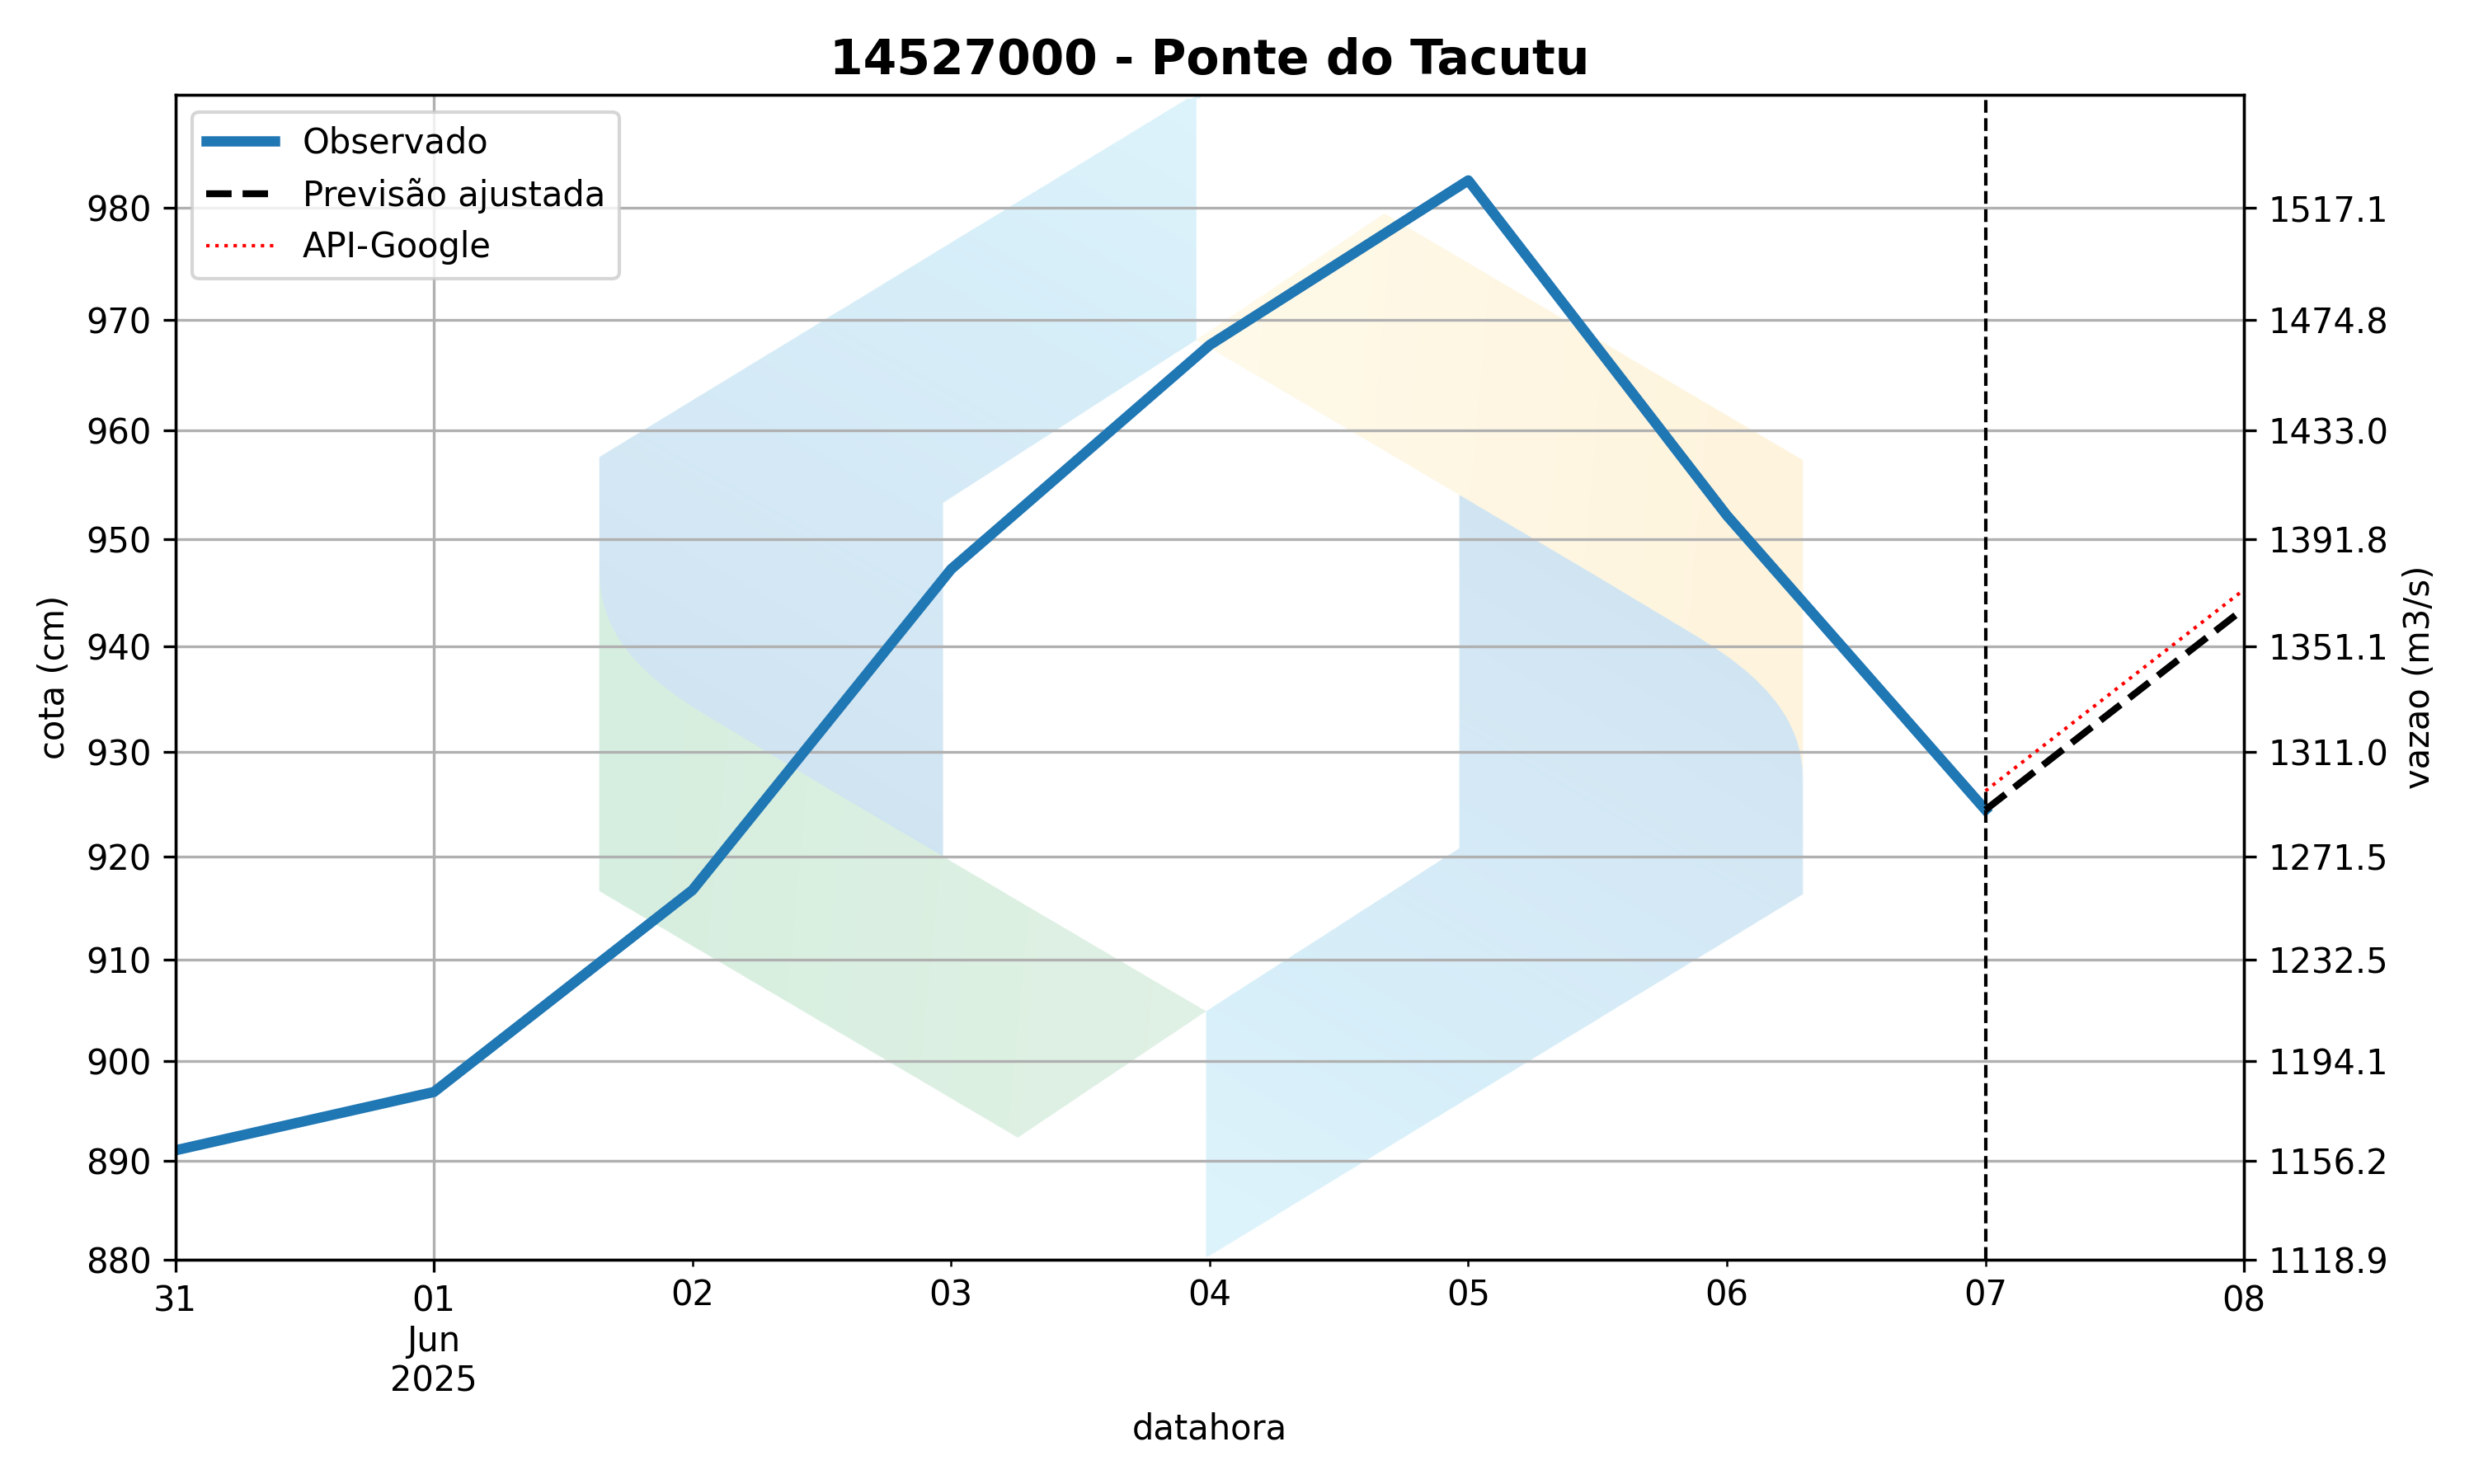 14527000 - Ponte do Tacutu
Observado
Previsão ajustada
API-Google
cota (cm)
980
970
960
950
940
930
920
910
900
890
880
1517.1
1474.8
1433.0
1391.8
1351.1
1311.0
1271.5
1232.5
1194.1
1156.2
1118.9
vazao (m3/s)
31 01 02 03 04 05 06 07 08
Jun
2025
datahora